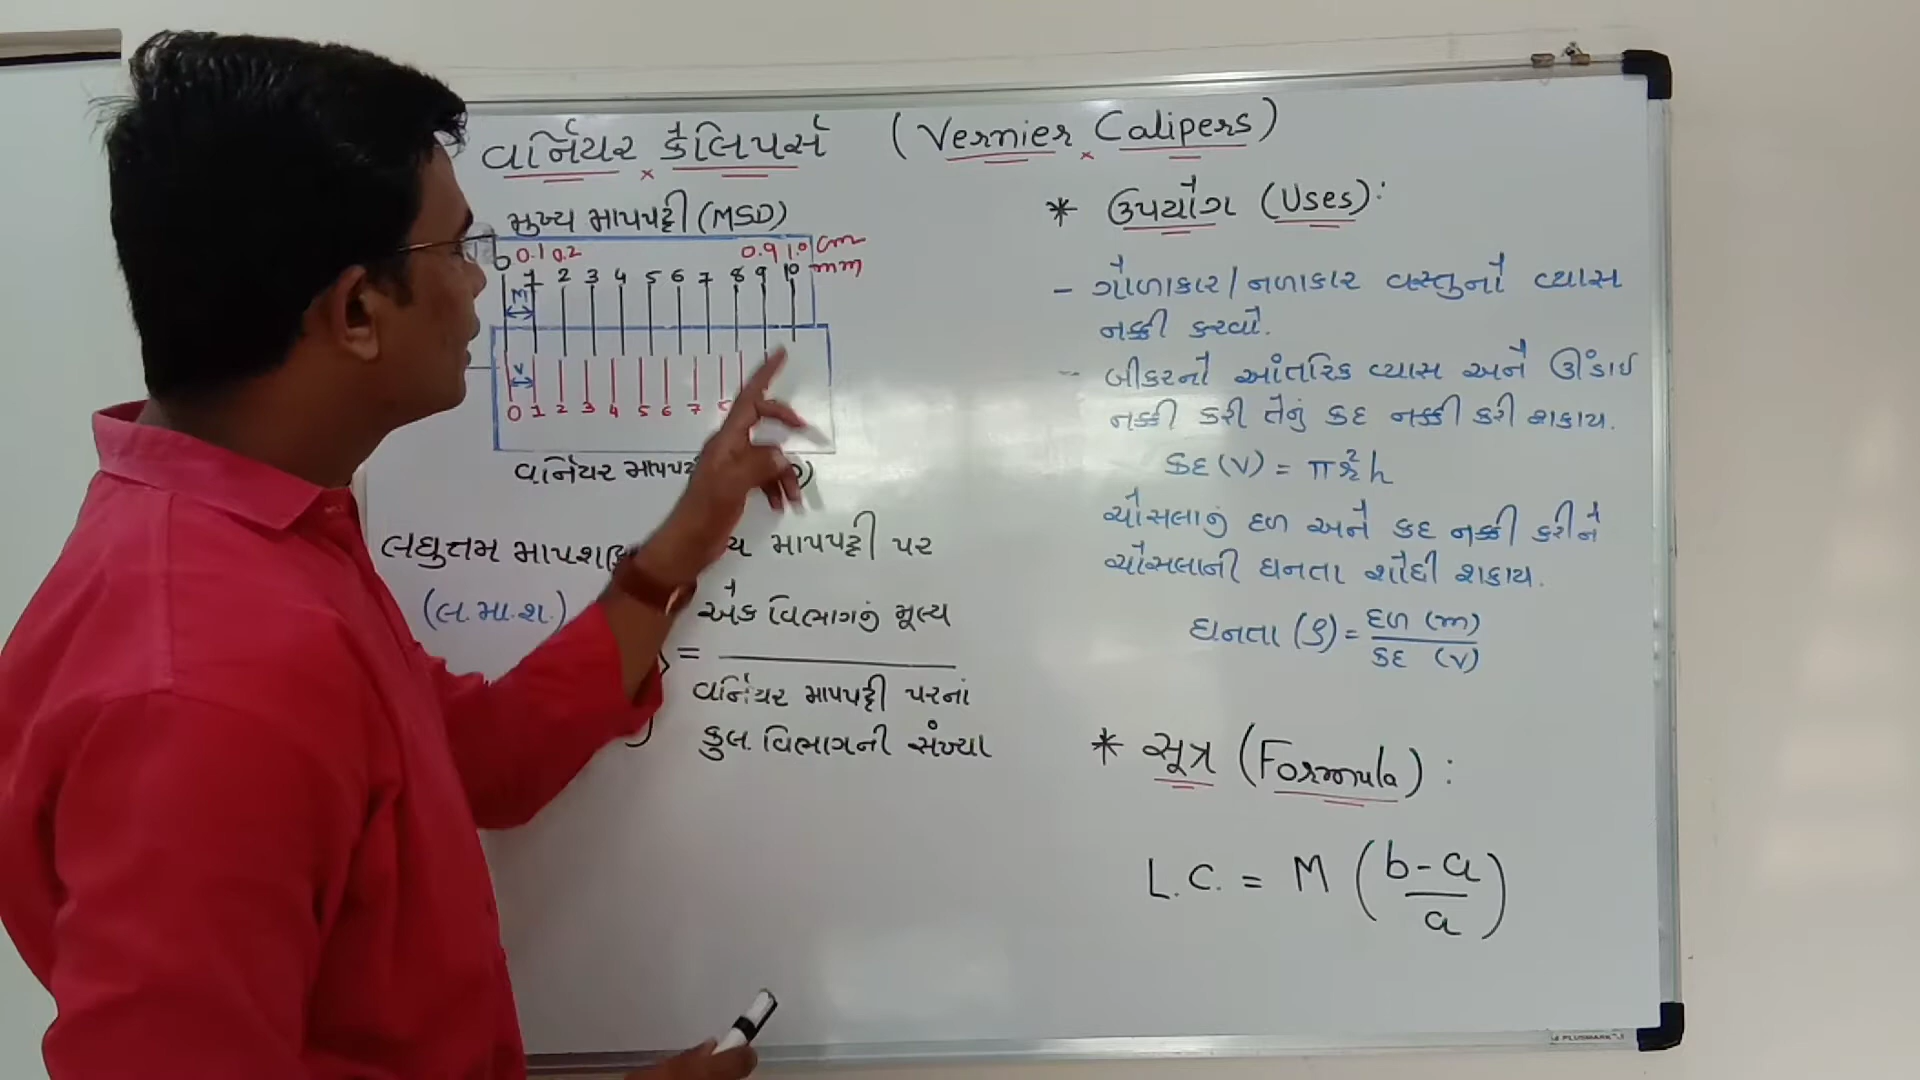 વર્નિયર કેલિપર્સ (Vernier Calipers)
મુખ્ય માપપટ્ટી (MSD)
0 0.1 0.2 0.9 1.0 cm
1 2 3 4 5 6 7 8 9 10 mm
M
V
0 1 2 3 4 5 6 7
વર્નિયર
લઘુત્તમ માપપટ્ટી પર
(લ.મા.શ.) એક વિભાગનું મૂલ્ય
=
વર્નિયર માપપટ્ટી પરનાં
કુલ વિભાગની સંખ્યા
* ઉપયોગ (Uses):
- ગોળાકાર/નળાકાર વસ્તુનો વ્યાસ
નક્કી કરવો.
- બીકરનો આંતરિક વ્યાસ અને ઊંડાઈ
નક્કી કરી તેનું કદ નક્કી કરી શકાય.
કદ (V) = πr²h
ચોસલાનું દળ અને કદ નક્કી કરીને
ચોસલાની ઘનતા શોધી શકાય.
ઘનતા (ρ) = દળ (m)
કદ (V)
* સૂત્ર (Formula):
L.C. = M (b-a
a)
PLUSMARK